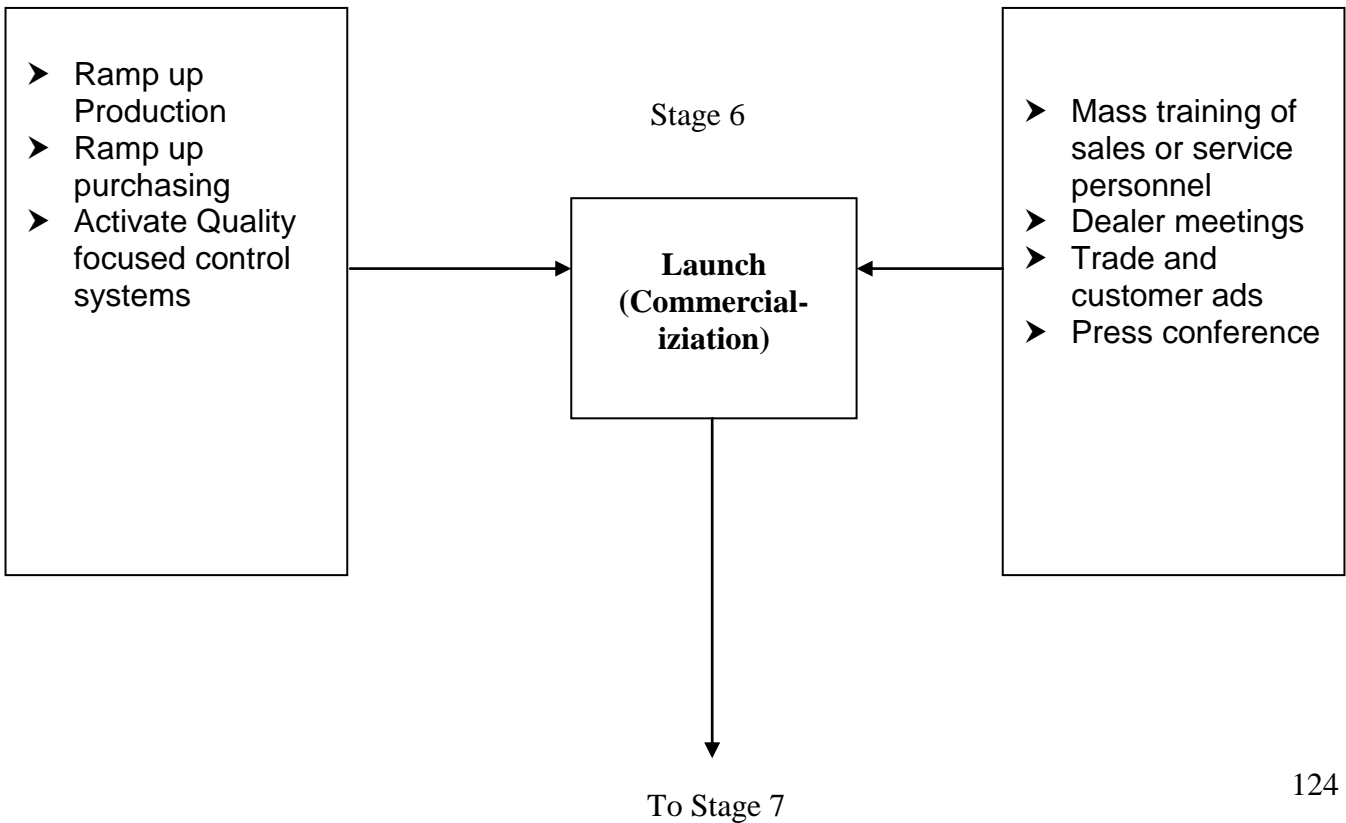 ➤ Ramp up
Production
➤ Ramp up
purchasing
➤ Activate Quality
focused control
systems
Stage 6
Launch
(Commercial-
iziation)
➤ Mass training of
sales or service
personnel
➤ Dealer meetings
➤ Trade and
customer ads
➤ Press conference
To Stage 7
124